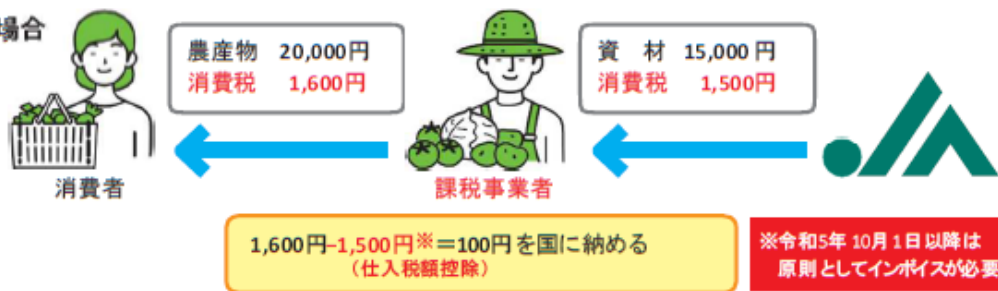 場合
農産物 20,000円
消費税 1,600円
資 材 15,000円
消費税 1,500円
消費者
課税事業者
1,600円–1,500円※＝100円を国に納める
（仕入税額控除）
※令和5年10月1日以降は
原則としてインボイスが必要